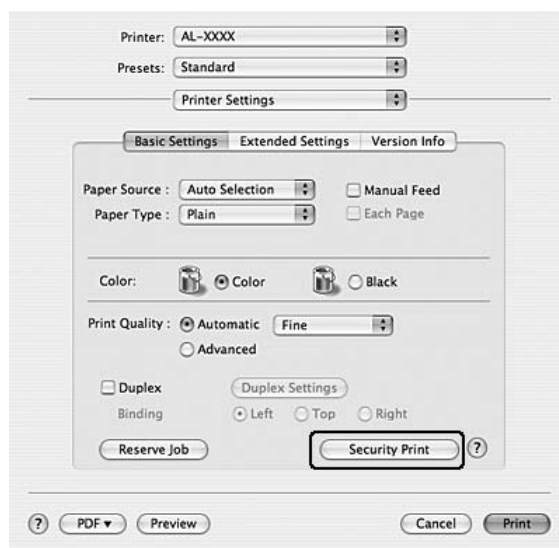 Printer: AL-XXXX
Presets: Standard
Printer Settings
Basic Settings Extended Settings Version Info
Paper Source : Auto Selection Manual Feed
Paper Type : Plain Each Page
Color: Color Black
Print Quality : Automatic Fine
Advanced
Duplex Duplex Settings
Binding Left Top Right
Reserve Job Security Print ?
? PDF ▾ Preview Cancel Print